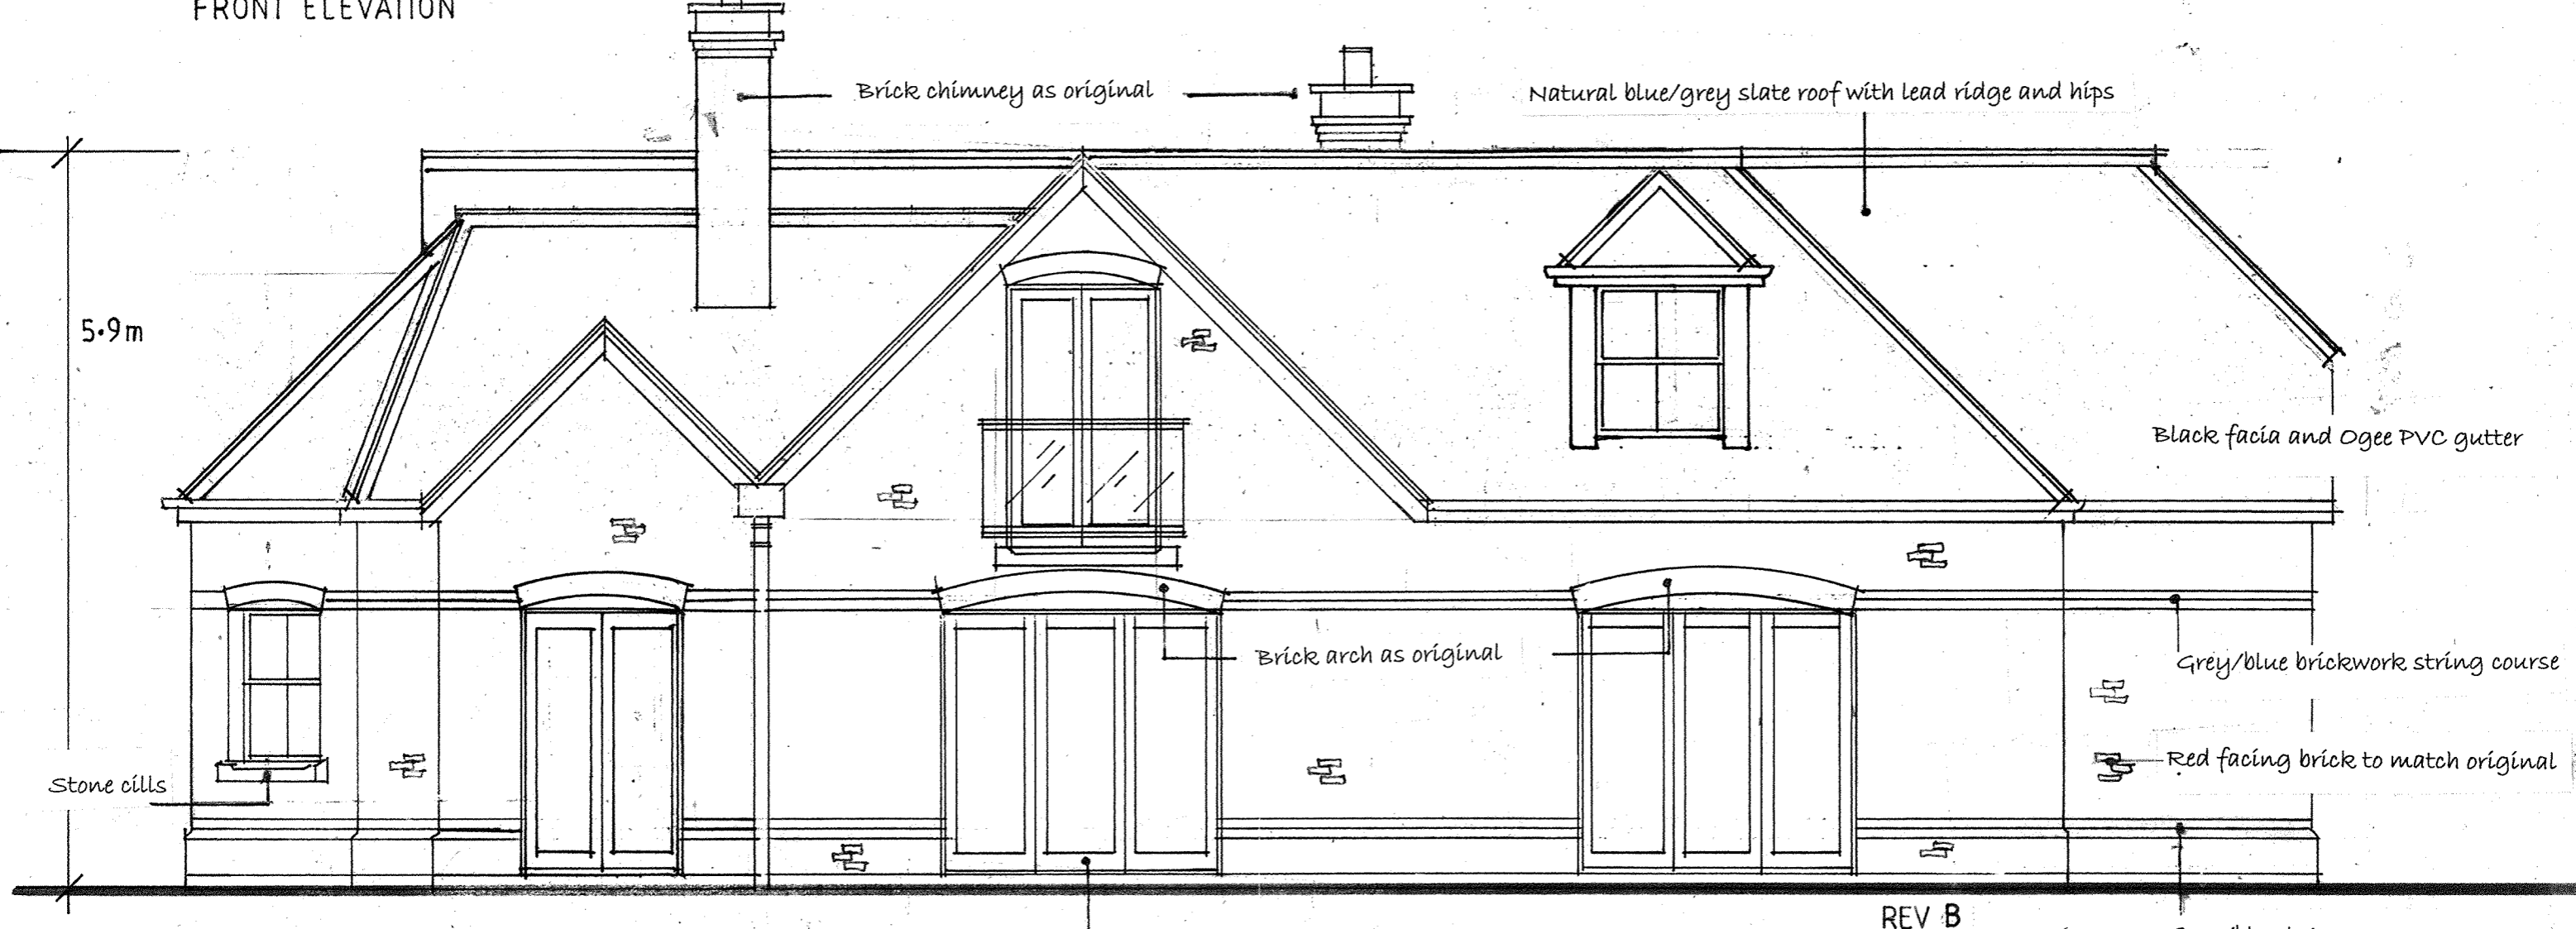 FRONT ELEVATION
Brick chimney as original
Natural blue/grey slate roof with lead ridge and hips
5.9m
Black facia and Ogee PVC gutter
Brick arch as original
Grey/blue brickwork string course
Red facing brick to match original
Stone cills
REV B